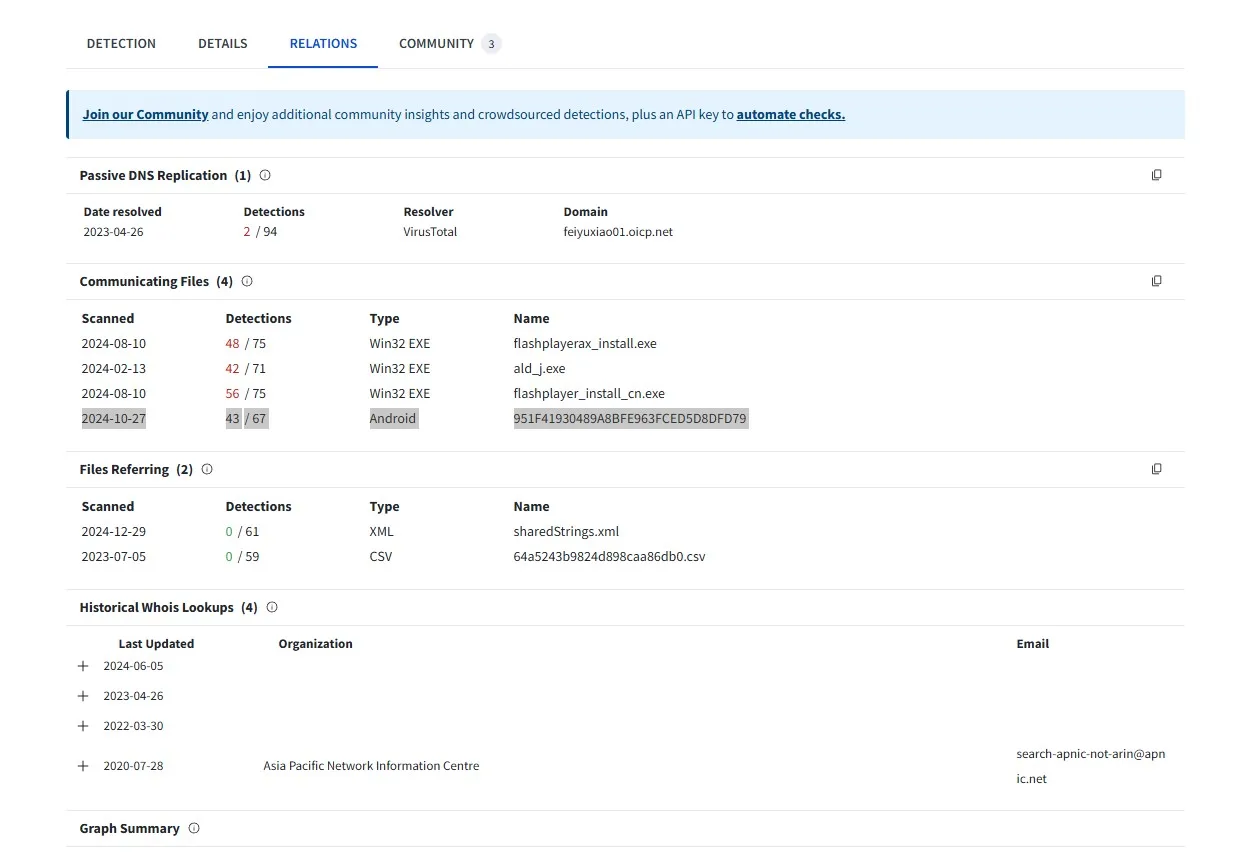 DETECTION DETAILS RELATIONS COMMUNITY 3
Join our Community and enjoy additional community insights and crowdsourced detections, plus an API key to automate checks.
Passive DNS Replication (1)
Date resolved Detections Resolver Domain
2023-04-26 2 / 94 VirusTotal feiyuxiao01.oicp.net
Communicating Files (4)
Scanned Detections Type Name
2024-08-10 48 / 75 Win32 EXE flashplayerax_install.exe
2024-02-13 42 / 71 Win32 EXE ald_j.exe
2024-08-10 56 / 75 Win32 EXE flashplayer_install_cn.exe
2024-10-27 43 / 67 Android 951F41930489A8BFE963FCED5D8DFD79
Files Referring (2)
Scanned Detections Type Name
2024-12-29 0 / 61 XML sharedStrings.xml
2023-07-05 0 / 59 CSV 64a5243b9824d898caa86db0.csv
Historical Whois Lookups (4)
Last Updated Organization Email
2024-06-05
2023-04-26
2022-03-30
2020-07-28 Asia Pacific Network Information Centre search-apnic-not-arin@apn
ic.net
Graph Summary